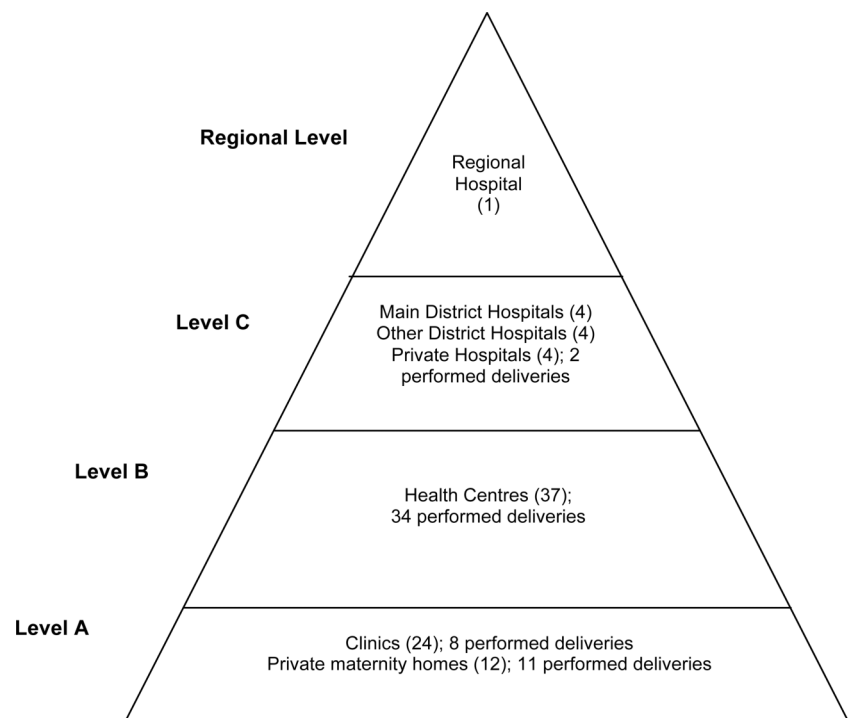 Regional Level
Regional
Hospital
(1)
Level C
Main District Hospitals (4)
Other District Hospitals (4)
Private Hospitals (4); 2
performed deliveries
Level B
Health Centres (37);
34 performed deliveries
Level A
Clinics (24); 8 performed deliveries
Private maternity homes (12); 11 performed deliveries